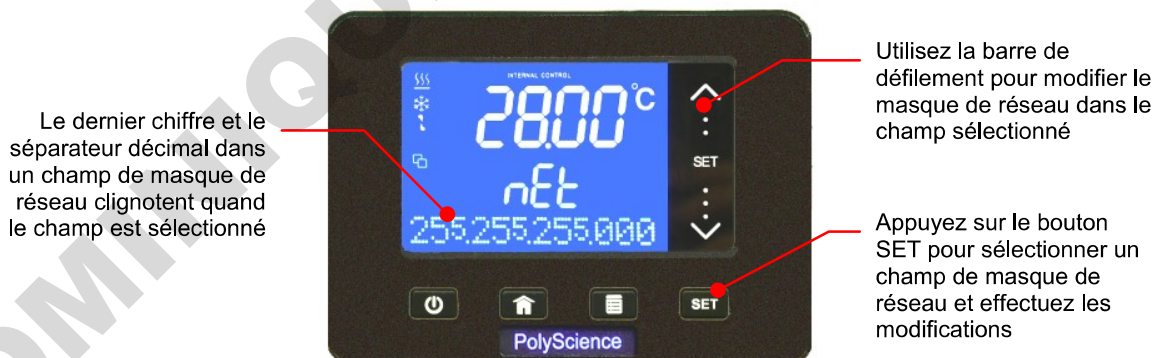 Le dernier chiffre et le
séparateur décimal dans
un champ de masque de
réseau clignotent quand
le champ est sélectionné
INTERNAL CONTROL
28.00°C
nEt
255.255.255.000
SET
SET
PolyScience
Utilisez la barre de
défilement pour modifier le
masque de réseau dans le
champ sélectionné
Appuyez sur le bouton
SET pour sélectionner un
champ de masque de
réseau et effectuez les
modifications